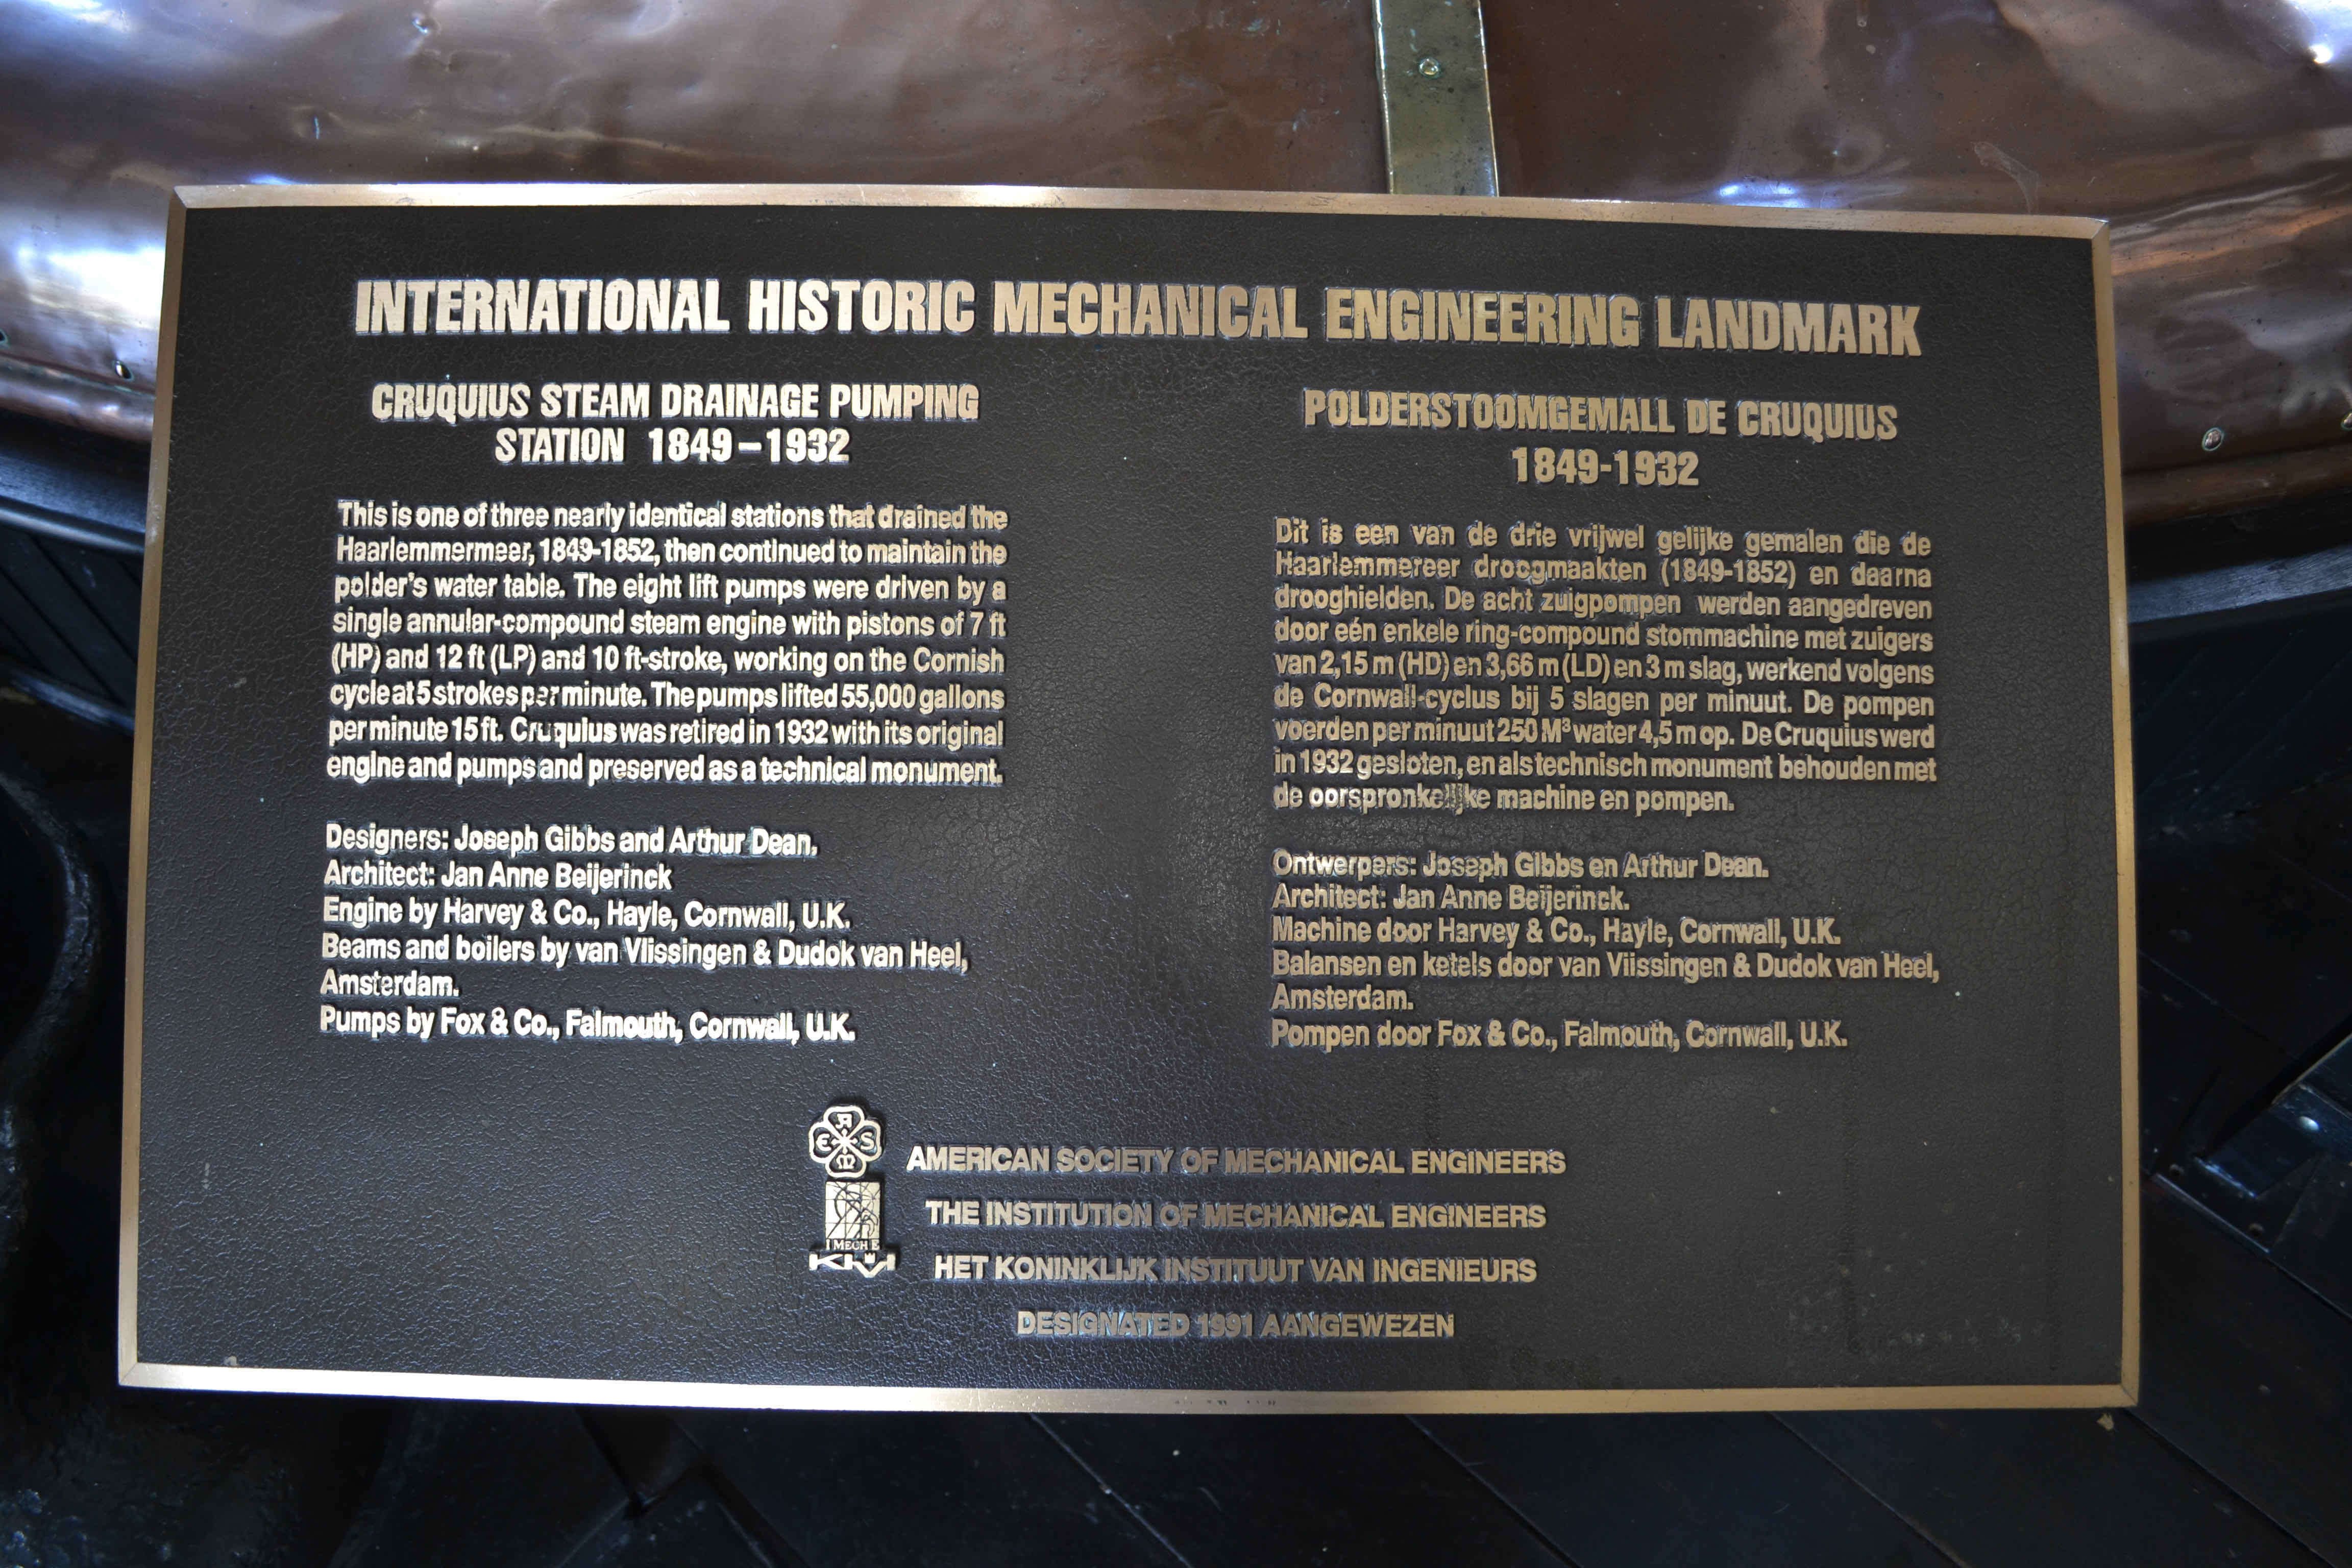 INTERNATIONAL HISTORIC MECHANICAL ENGINEERING LANDMARK
CRUQUIUS STEAM DRAINAGE PUMPING
STATION 1849–1932
This is one of three nearly identical stations that drained the
Haarlemmermeer, 1849-1852, then continued to maintain the
polder's water table. The eight lift pumps were driven by a
single annular-compound steam engine with pistons of 7 ft
(HP) and 12 ft (LP) and 10 ft-stroke, working on the Cornish
cycle at 5 strokes per minute. The pumps lifted 55,000 gallons
per minute 15 ft. Cruquius was retired in 1932 with its original
engine and pumps and preserved as a technical monument.
Designers: Joseph Gibbs and Arthur Dean.
Architect: Jan Anne Beijerinck
Engine by Harvey & Co., Hayle, Cornwall, U.K.
Beams and boilers by van Vlissingen & Dudok van Heel,
Amsterdam.
Pumps by Fox & Co., Falmouth, Cornwall, U.K.
POLDERSTOOMGEMALL DE CRUQUIUS
1849-1932
Dit is een van de drie vrijwel gelijke gemalen die de
Haarlemmereer droogmaakten (1849-1852) en daarna
drooghielden. De acht zuigpompen werden aangedreven
door eén enkele ring-compound stommachine met zuigers
van 2,15 m (HD) en 3,66 m (LD) en 3 m slag, werkend volgens
de Cornwall-cyclus bij 5 slagen per minuut. De pompen
voerden per minuut 250 M³ water 4,5 m op. De Cruquius werd
in 1932 gesloten, en als technisch monument behouden met
de oorspronkelijke machine en pompen.
Ontwerpers: Joseph Gibbs en Arthur Dean.
Architect: Jan Anne Beijerinck.
Machine door Harvey & Co., Hayle, Cornwall, U.K.
Balansen en ketels door van Vlissingen & Dudok van Heel,
Amsterdam.
Pompen door Fox & Co., Falmouth, Cornwall, U.K.
A
E S
M
AMERICAN SOCIETY OF MECHANICAL ENGINEERS
THE INSTITUTION OF MECHANICAL ENGINEERS
I MECH E
KIVI
HET KONINKLIJK INSTITUUT VAN INGENIEURS
DESIGNATED 1991 AANGEWEZEN